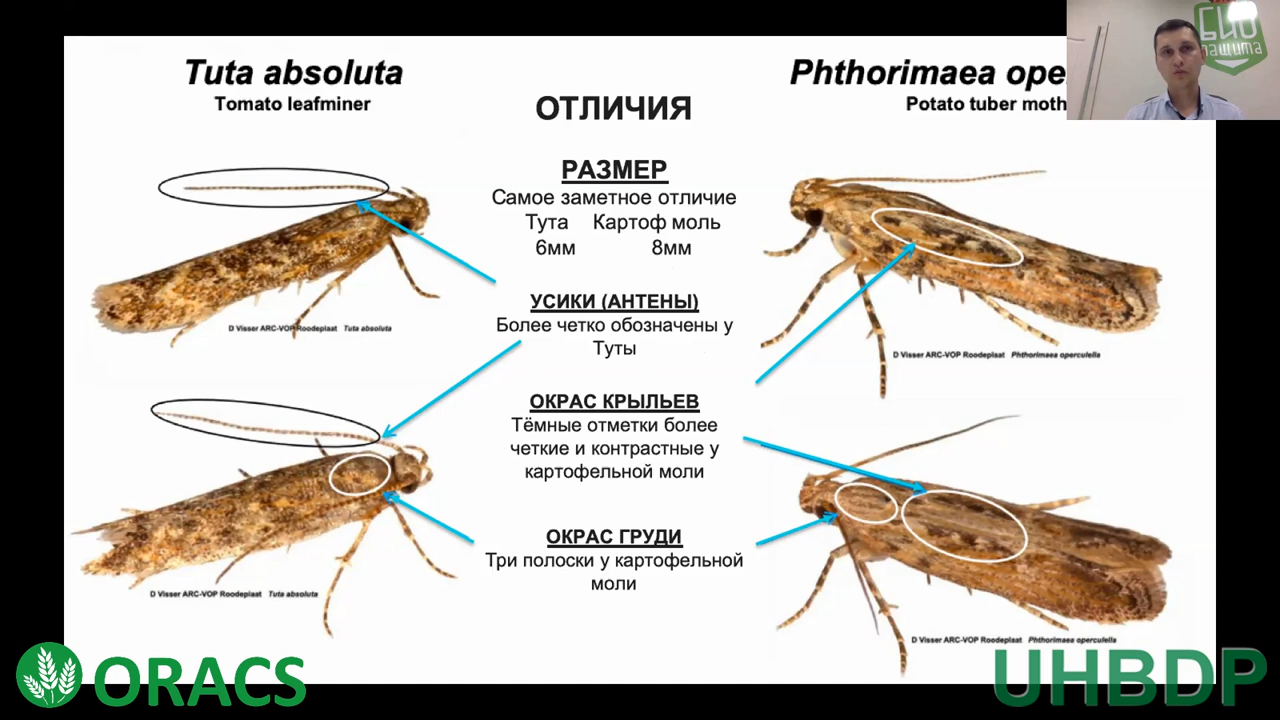 Tuta absoluta
Tomato leafminer
Phthorimaea ope
Potato tuber moth
БИО
защита
ОТЛИЧИЯ
РАЗМЕР
Самое заметное отличие
Тута Картоф моль
6мм 8мм
D Visser ARC-VOP Roodeplaat Tuta absoluta
УСИКИ (АНТЕНЫ)
Более четко обозначены у
Туты
D Visser ARC-VOP Roodeplaat Phthorimaea operculella
ОКРАС КРЫЛЬЕВ
Тёмные отметки более
четкие и контрастные у
картофельной моли
ОКРАС ГРУДИ
Три полоски у картофельной
моли
D Visser ARC-VOP Roodeplaat Tuta absoluta
D Visser ARC-VOP Roodeplaat Phthorimaea operculella
ORACS
UHBDP